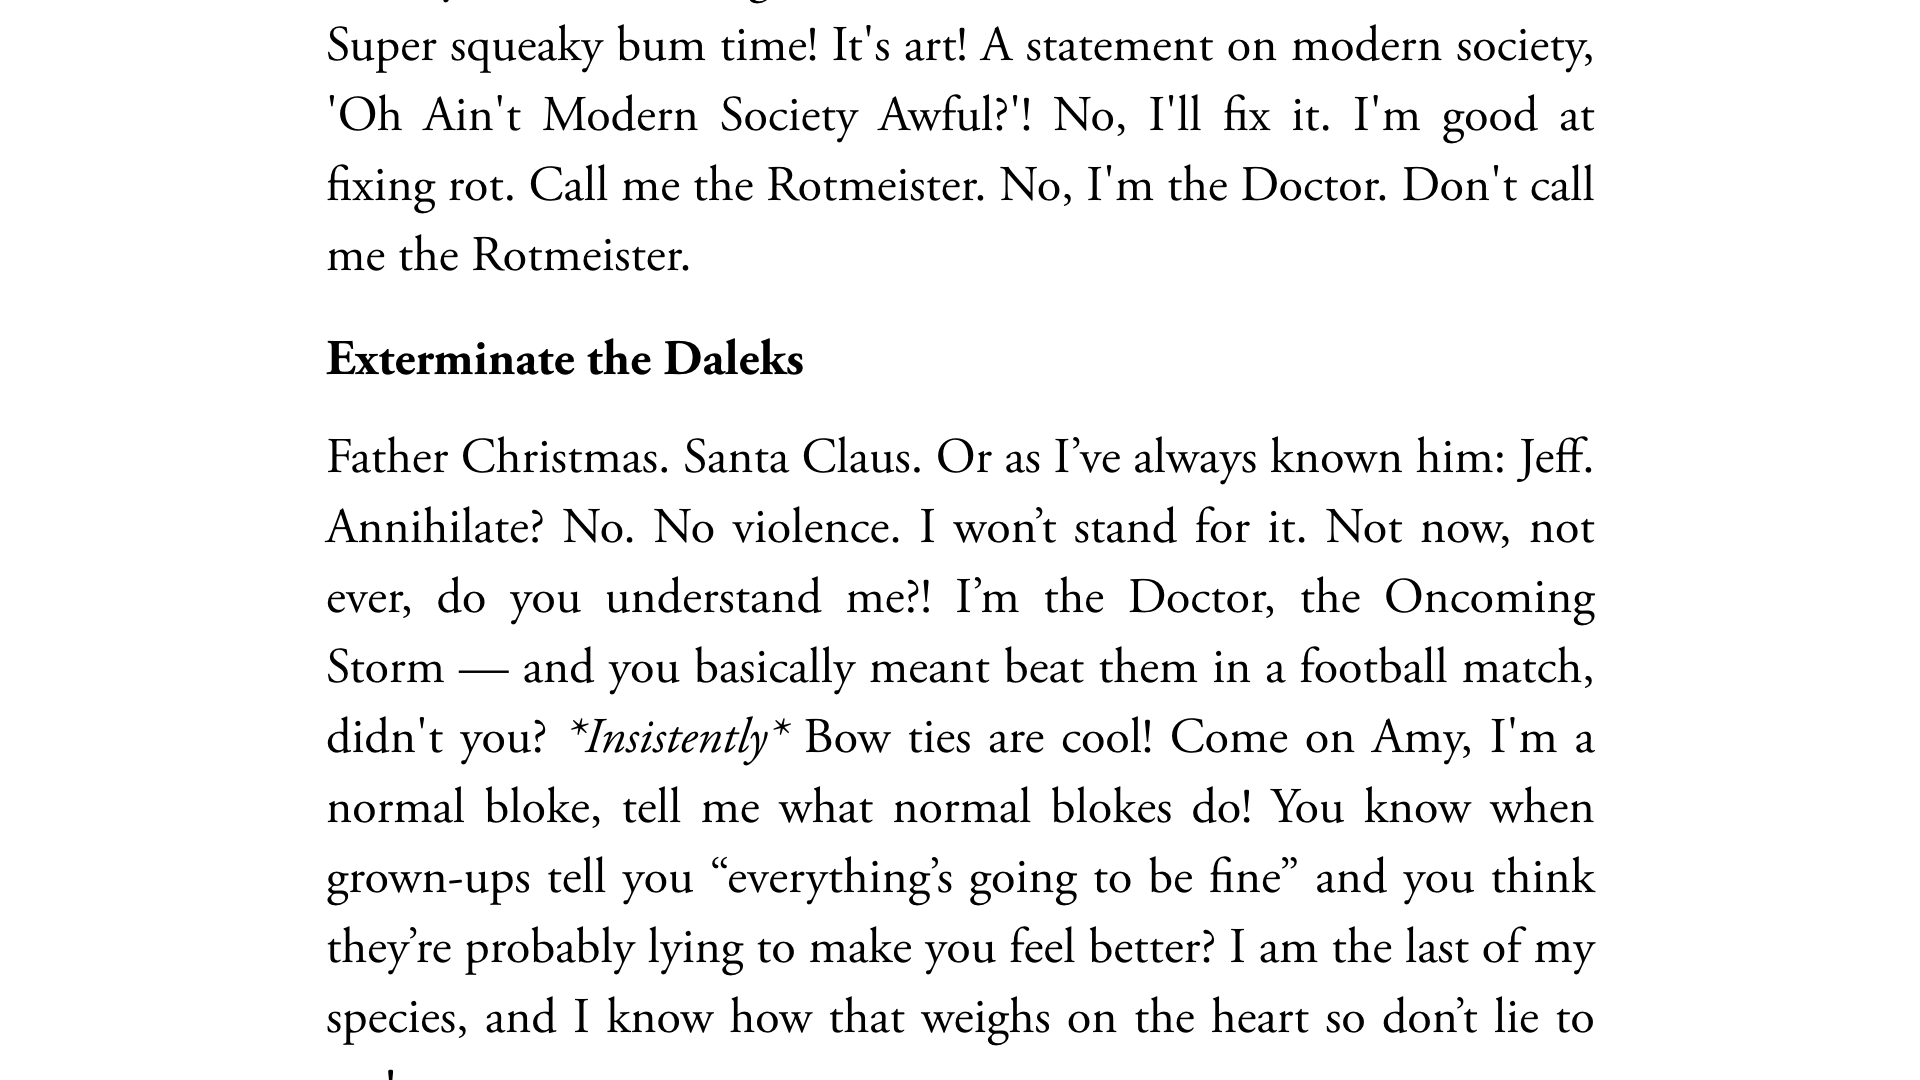 Super squeaky bum time! It's art! A statement on modern society,
'Oh Ain't Modern Society Awful?'! No, I'll fix it. I'm good at
fixing rot. Call me the Rotmeister. No, I'm the Doctor. Don't call
me the Rotmeister.
Exterminate the Daleks
Father Christmas. Santa Claus. Or as I’ve always known him: Jeff.
Annihilate? No. No violence. I won’t stand for it. Not now, not
ever, do you understand me?! I’m the Doctor, the Oncoming
Storm — and you basically meant beat them in a football match,
didn't you? *Insistently* Bow ties are cool! Come on Amy, I'm a
normal bloke, tell me what normal blokes do! You know when
grown-ups tell you “everything’s going to be fine” and you think
they’re probably lying to make you feel better? I am the last of my
species, and I know how that weighs on the heart so don’t lie to